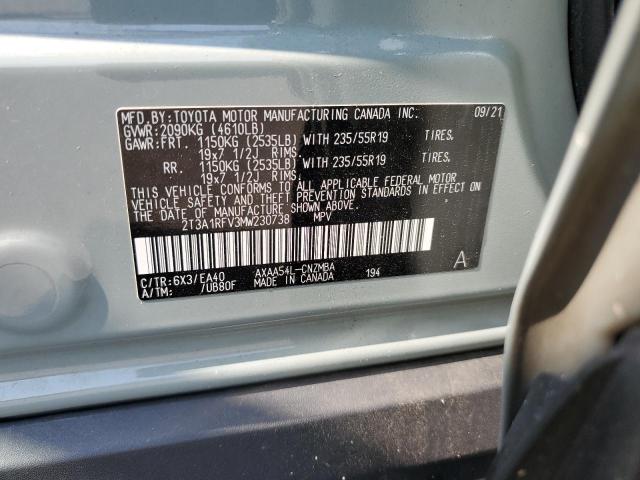 MFD. BY: TOYOTA MOTOR MANUFACTURING CANADA INC. 09/21
GVWR: 2090KG (4610LB)
GAWR: FRT. 1150KG (2535LB) WITH 235/55R19 TIRES,
19x7 1/2J RIMS
RR. 1150KG (2535LB) WITH 235/55R19 TIRES,
19x7 1/2J RIMS
THIS VEHICLE CONFORMS TO ALL APPLICABLE FEDERAL MOTOR
VEHICLE SAFETY AND THEFT PREVENTION STANDARDS IN EFFECT ON
THE DATE OF MANUFACTURE SHOWN ABOVE.
2T3A1RFV3MW230738 MPV
C/TR: 6X3/EA40 AXAA54L-CNZMBA 194 A
A/TM: 70B80F MADE IN CANADA